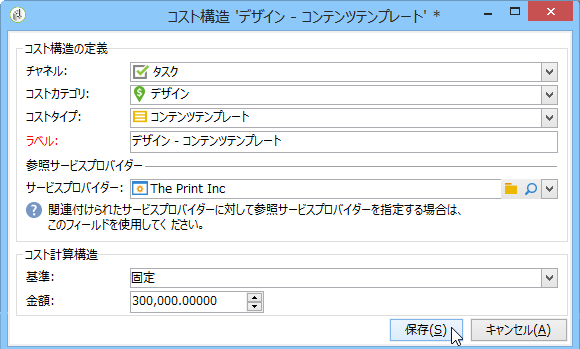 コスト構造 'デザイン - コンテンツテンプレート' *
コスト構造の定義
チャネル: タスク
コストカテゴリ: デザイン
コストタイプ: コンテンツテンプレート
ラベル: デザイン - コンテンツテンプレート
参照サービスプロバイダー
サービスプロバイダー: The Print Inc
関連付けられたサービスプロバイダーに対して参照サービスプロバイダーを指定する場合は、
このフィールドを使用してください。
コスト計算構造
基準: 固定
金額: 300,000.00000
保存(S) キャンセル(A)